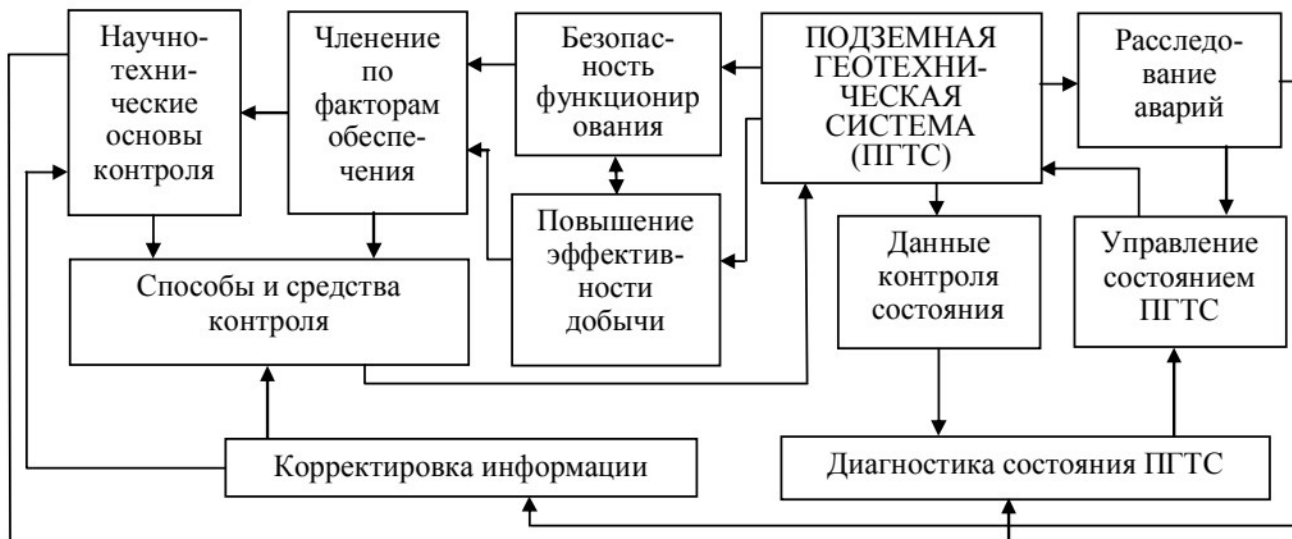 Научно-
техни-
ческие
основы
контроля
Членение
по
факторам
обеспе-
чения
Безопас-
ность
функционир
ования
ПОДЗЕМНАЯ
ГЕОТЕХНИ-
ЧЕСКАЯ
СИСТЕМА
(ПГТС)
Расследо-
вание
аварий
Способы и средства
контроля
Повышение
эффектив-
ности
добычи
Данные
контроля
состояния
Управление
состоянием
ПГТС
Корректировка информации
Диагностика состояния ПГТС